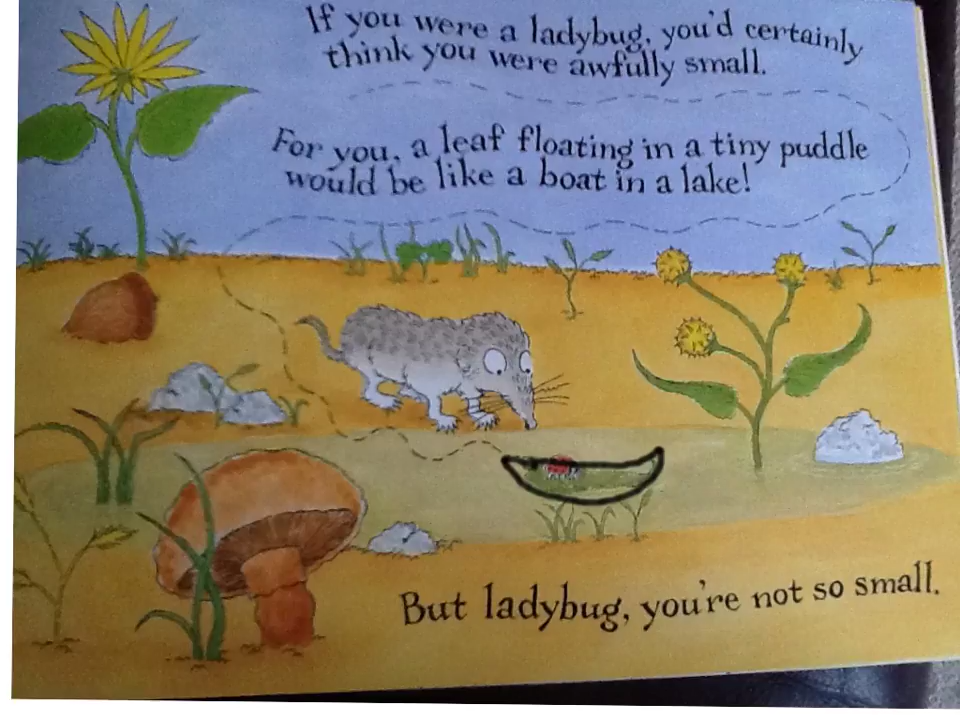 If you were a ladybug, you'd certainly
think you were awfully small.
For you, a leaf floating in a tiny puddle
would be like a boat in a lake!
But ladybug, you're not so small.